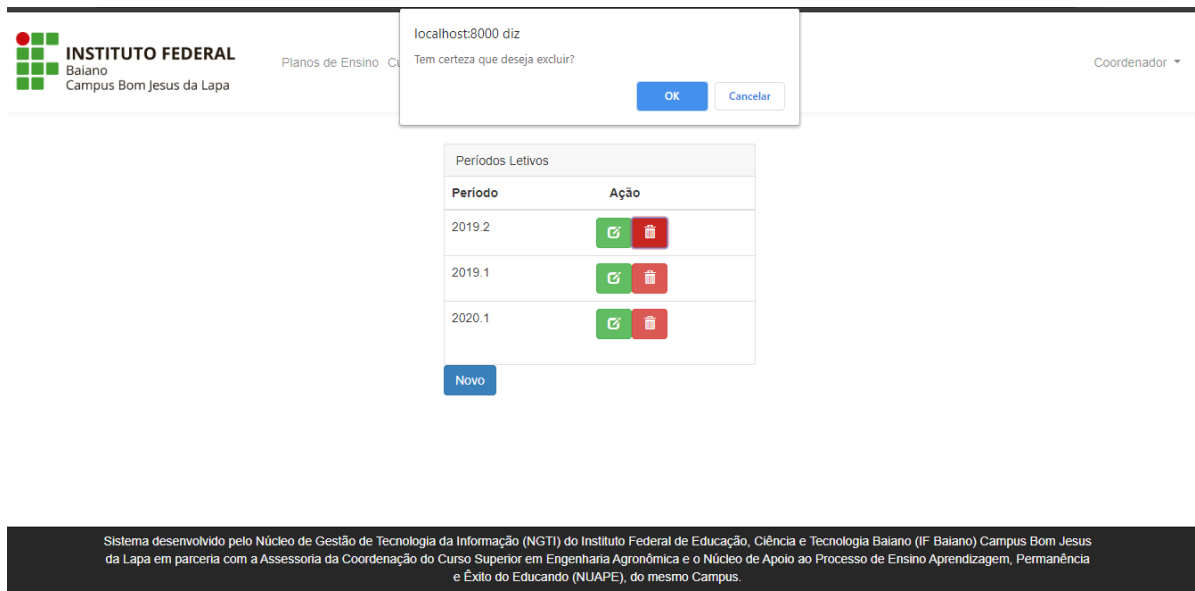 localhost:8000 diz
Tem certeza que deseja excluir?
OK
Cancelar
INSTITUTO FEDERAL
Baiano
Campus Bom Jesus da Lapa
Planos de Ensino
Coordenador
Períodos Letivos
Período Ação
2019.2
2019.1
2020.1
Novo
Sistema desenvolvido pelo Núcleo de Gestão de Tecnologia da Informação (NGTI) do Instituto Federal de Educação, Ciência e Tecnologia Baiano (IF Baiano) Campus Bom Jesus
da Lapa em parceria com a Assessoria da Coordenação do Curso Superior em Engenharia Agronômica e o Núcleo de Apoio ao Processo de Ensino Aprendizagem, Permanência
e Êxito do Educando (NUAPE), do mesmo Campus.